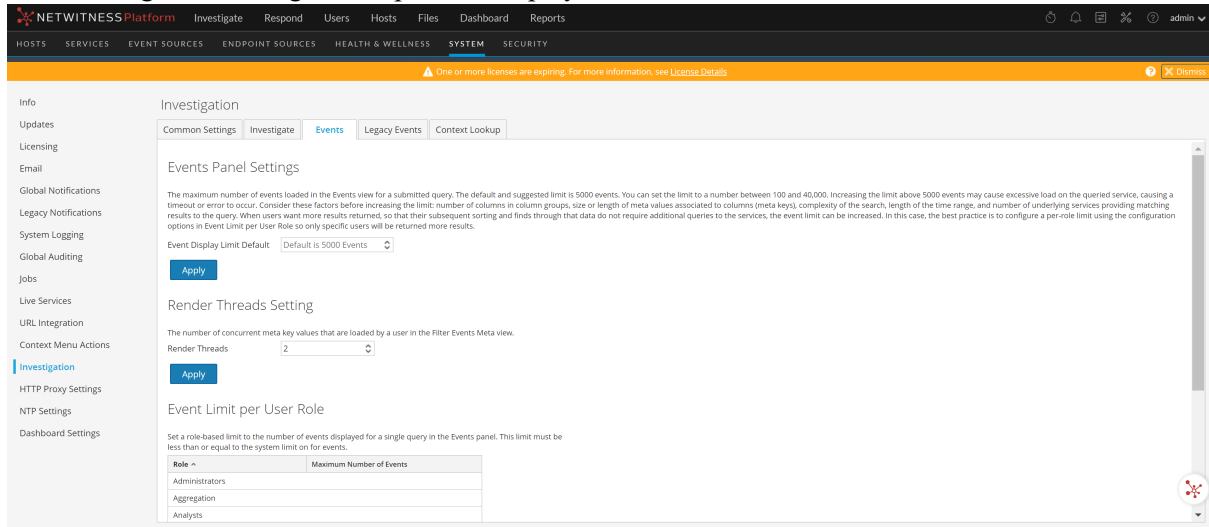 NETWITNESS Platform Investigate Respond Users Hosts Files Dashboard Reports admin
HOSTS SERVICES EVENT SOURCES ENDPOINT SOURCES HEALTH & WELLNESS SYSTEM SECURITY
One or more licenses are expiring. For more information, see License Details Dismiss
Info
Updates
Licensing
Email
Global Notifications
Legacy Notifications
System Logging
Global Auditing
Jobs
Live Services
URL Integration
Context Menu Actions
Investigation
HTTP Proxy Settings
NTP Settings
Dashboard Settings
Investigation
Common Settings Investigate Events Legacy Events Context Lookup
Events Panel Settings
The maximum number of events loaded in the Events view for a submitted query. The default and suggested limit is 5000 events. You can set the limit to a number between 100 and 40,000. Increasing the limit above 5000 events may cause excessive load on the queried service, causing a
timeout or error to occur. Consider these factors before increasing the limit: number of columns in column groups, size or length of meta values associated to columns (meta keys), complexity of the search, length of the time range, and number of underlying services providing matching
results to the query. When users want more results returned, so that their subsequent sorting and finds through that data do not require additional queries to the services, the event limit can be increased. In this case, the best practice is to configure a per-role limit using the configuration
options in Event Limit per User Role so only specific users will be returned more results.
Event Display Limit Default Default is 5000 Events
Apply
Render Threads Setting
The number of concurrent meta key values that are loaded by a user in the Filter Events Meta view.
Render Threads 2
Apply
Event Limit per User Role
Set a role-based limit to the number of events displayed for a single query in the Events panel. This limit must be
less than or equal to the system limit on for events.
Role Maximum Number of Events
Administrators
Aggregation
Analysts